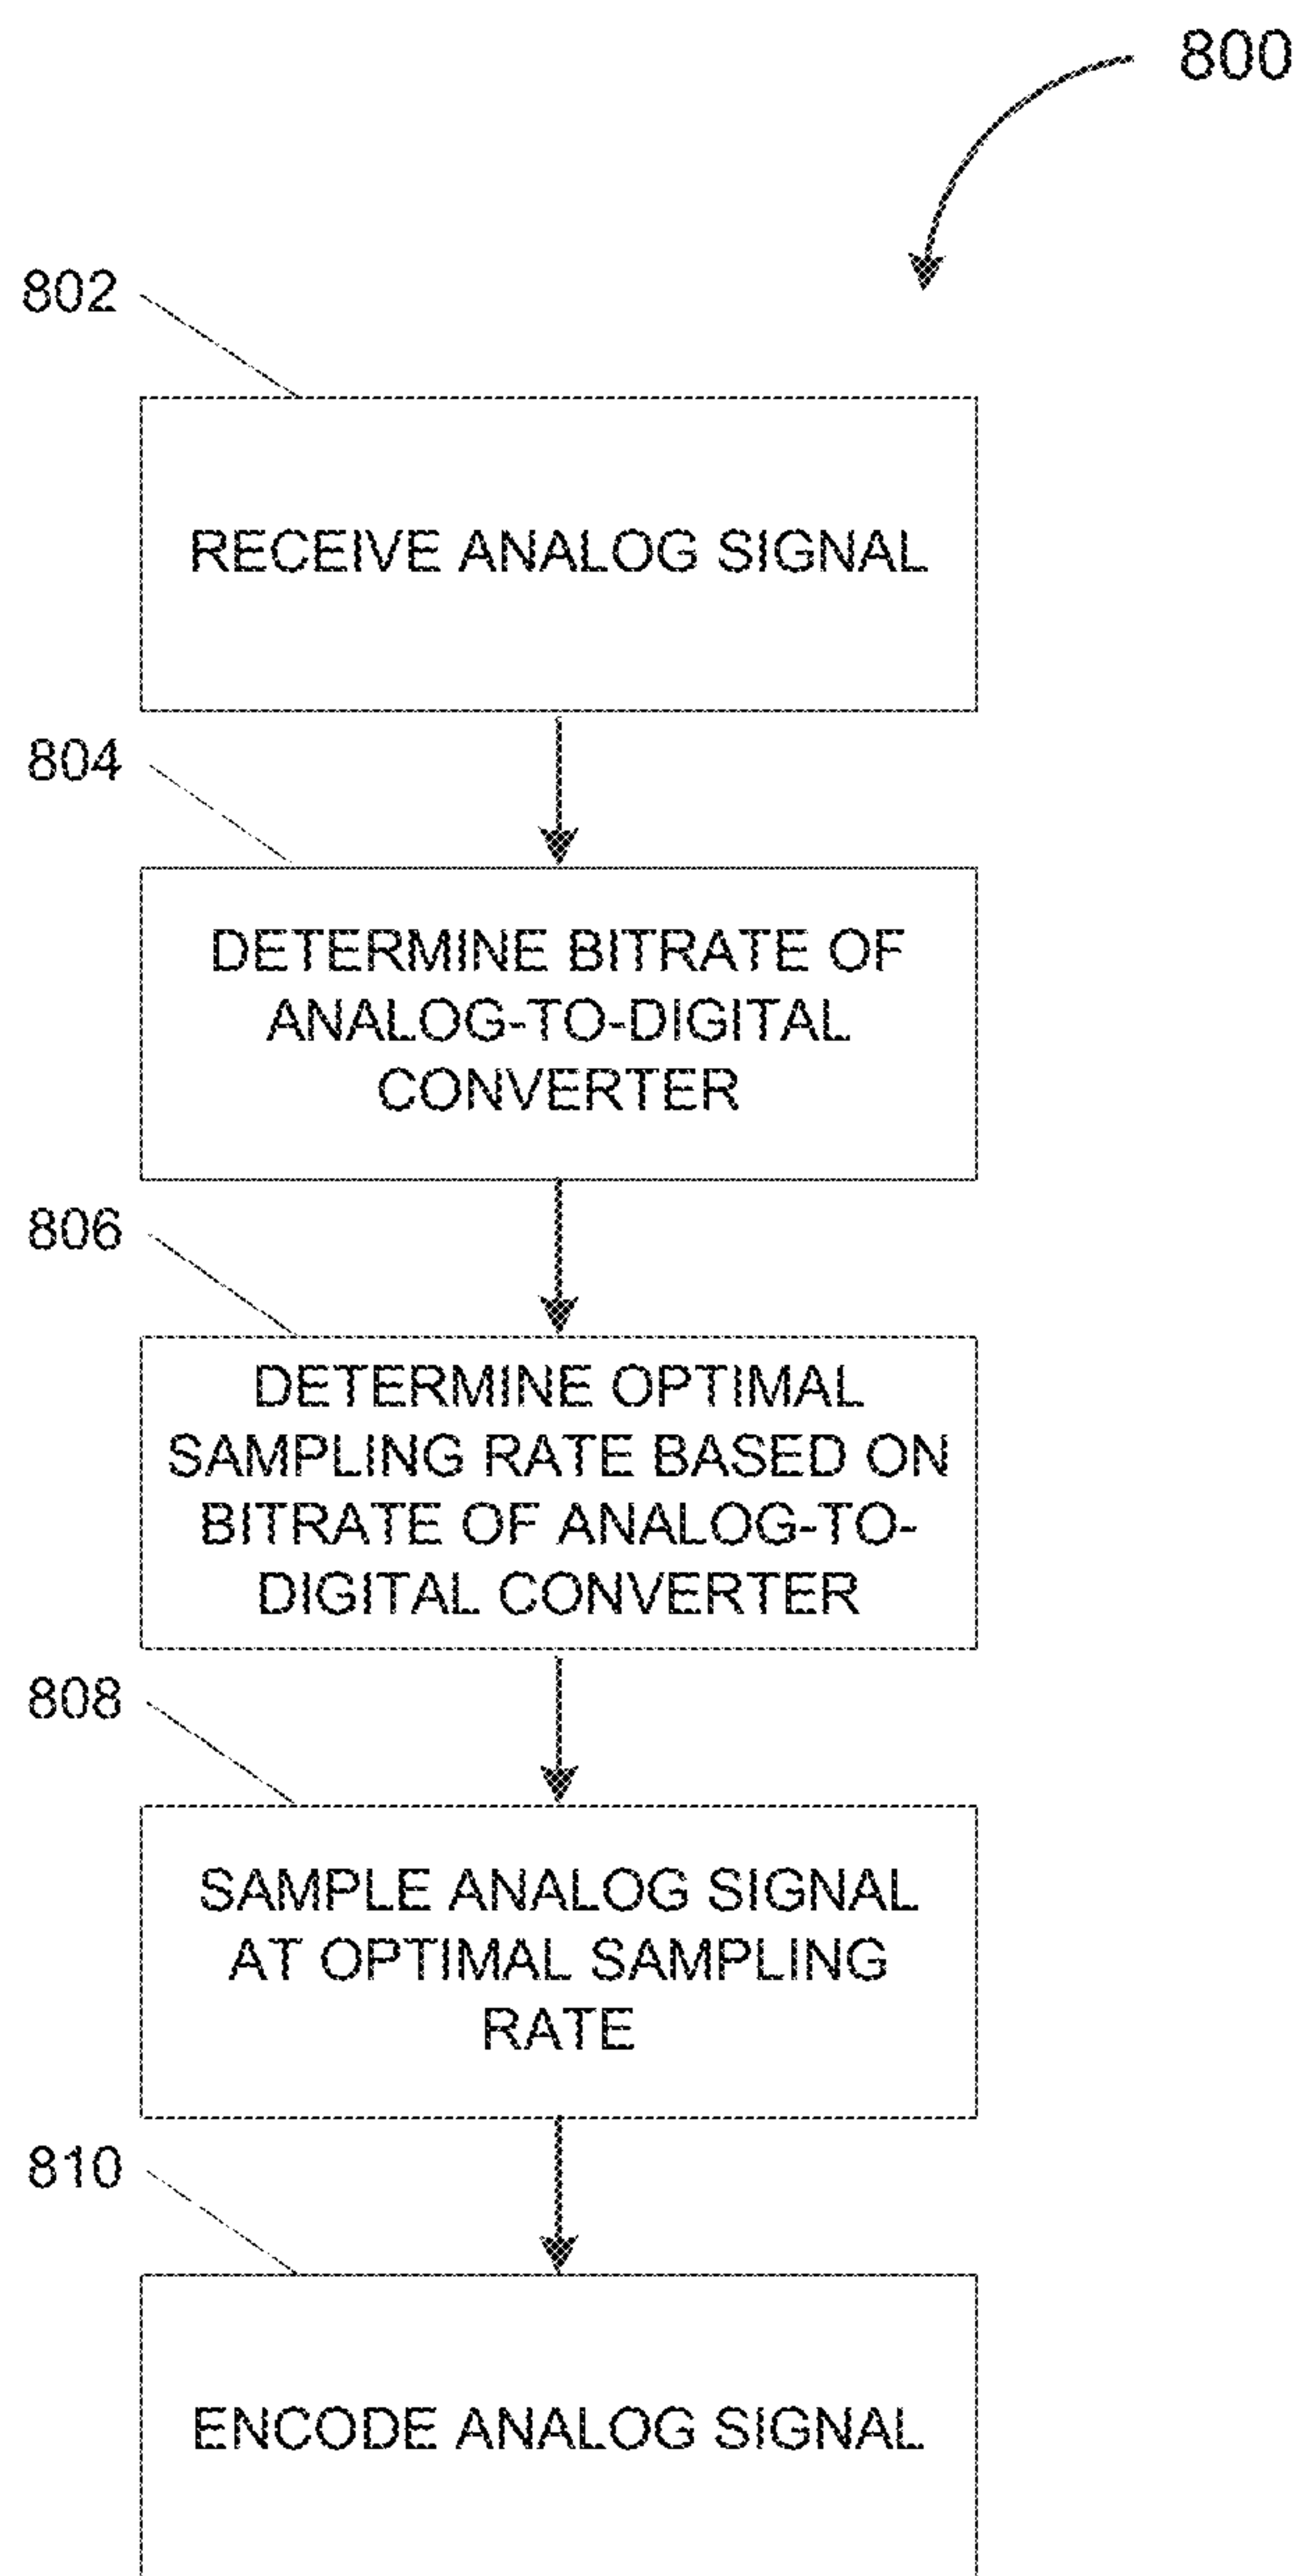 800
802
RECEIVE ANALOG SIGNAL
804
DETERMINE BITRATE OF
ANALOG-TO-DIGITAL
CONVERTER
806
DETERMINE OPTIMAL
SAMPLING RATE BASED ON
BITRATE OF ANALOG-TO-
DIGITAL CONVERTER
808
SAMPLE ANALOG SIGNAL
AT OPTIMAL SAMPLING
RATE
810
ENCODE ANALOG SIGNAL